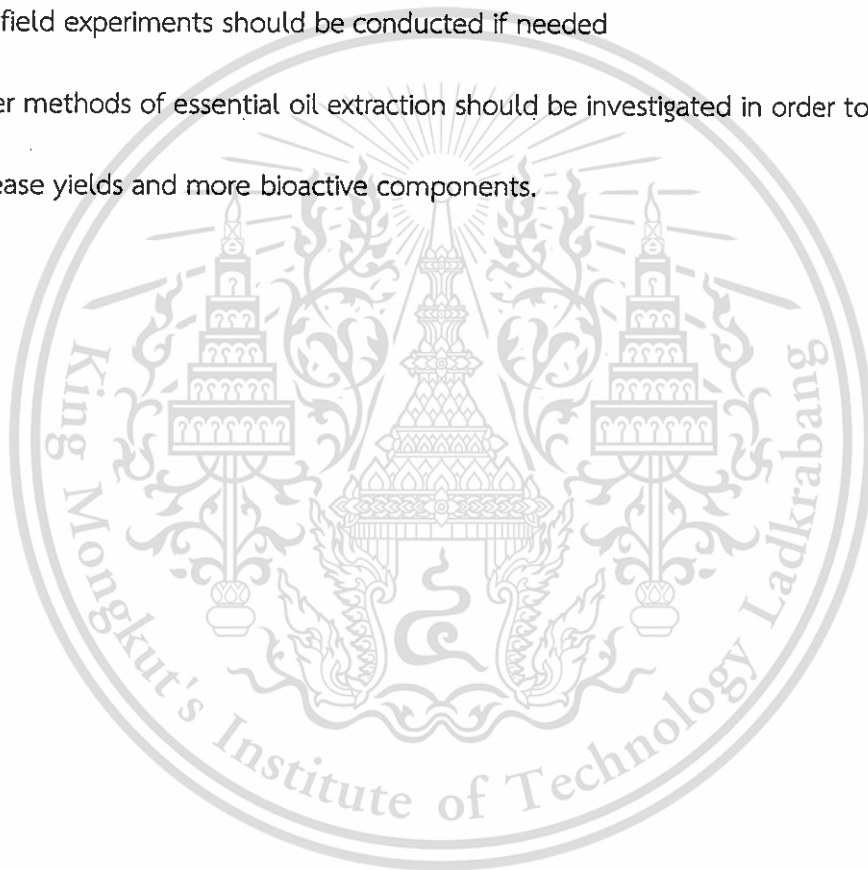 field experiments should be conducted if needed
er methods of essential oil extraction should be investigated in order to
ease yields and more bioactive components.
King Mongkut's Institute of Technology Ladkrabang